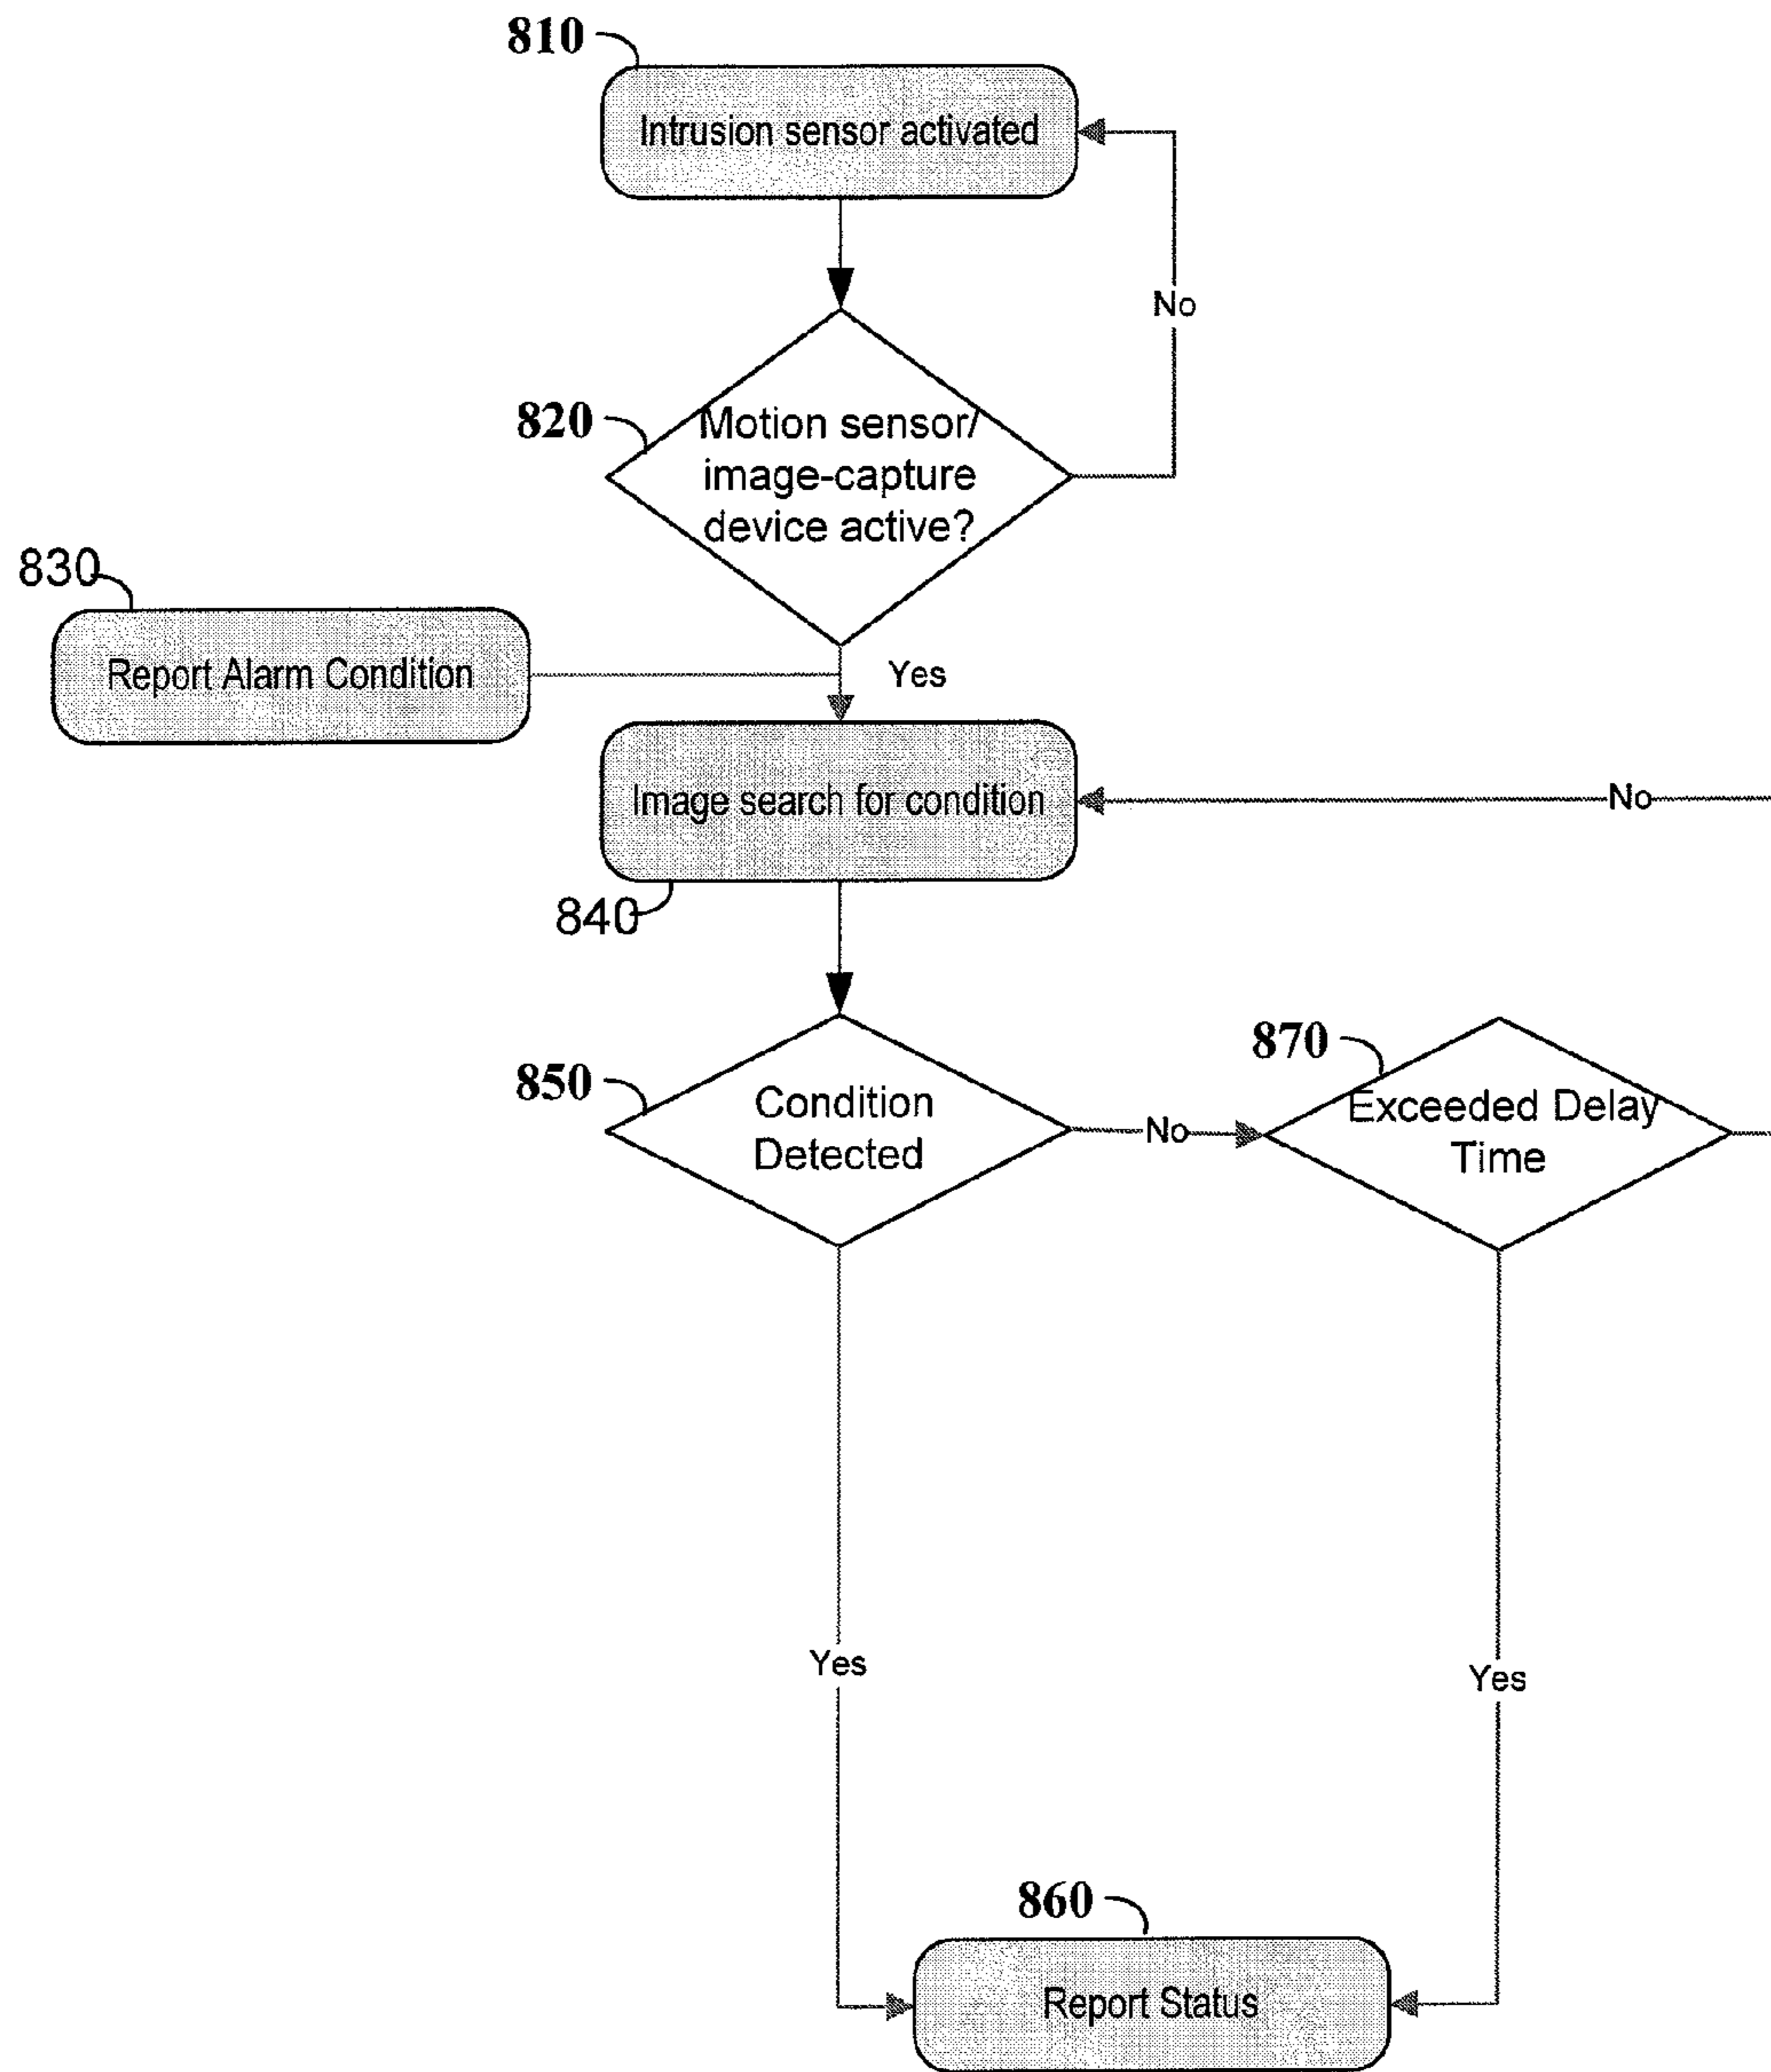 810
Intrusion sensor activated
No
820
Motion sensor/
image-capture
device active?
830
Report Alarm Condition
Yes
Image search for condition
No
840
850
Condition
Detected
No
870
Exceeded Delay
Time
Yes
Yes
860
Report Status